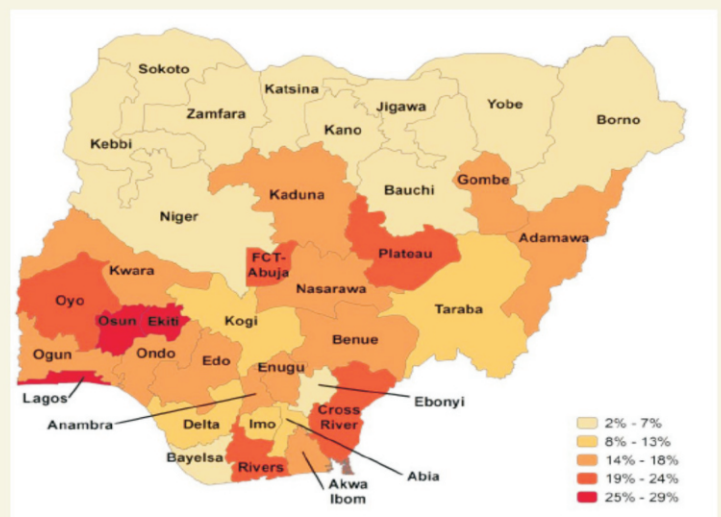 Sokoto
Katsina
Yobe
Jigawa
Zamfara
Borno
Kano
Kebbi
Gombe
Bauchi
Kaduna
Niger
Adamawa
Plateau
FCT-
Abuja
Kwara
Nasarawa
Oyo
Taraba
Osun Ekiti
Kogi
Benue
Ogun
Ondo
Edo
Enugu
Lagos
Ebonyi
Cross
River
Anambra
Delta
Imo
Bayelsa
Rivers
Abia
Akwa
Ibom
2% - 7%
8% - 13%
14% - 18%
19% - 24%
25% - 29%